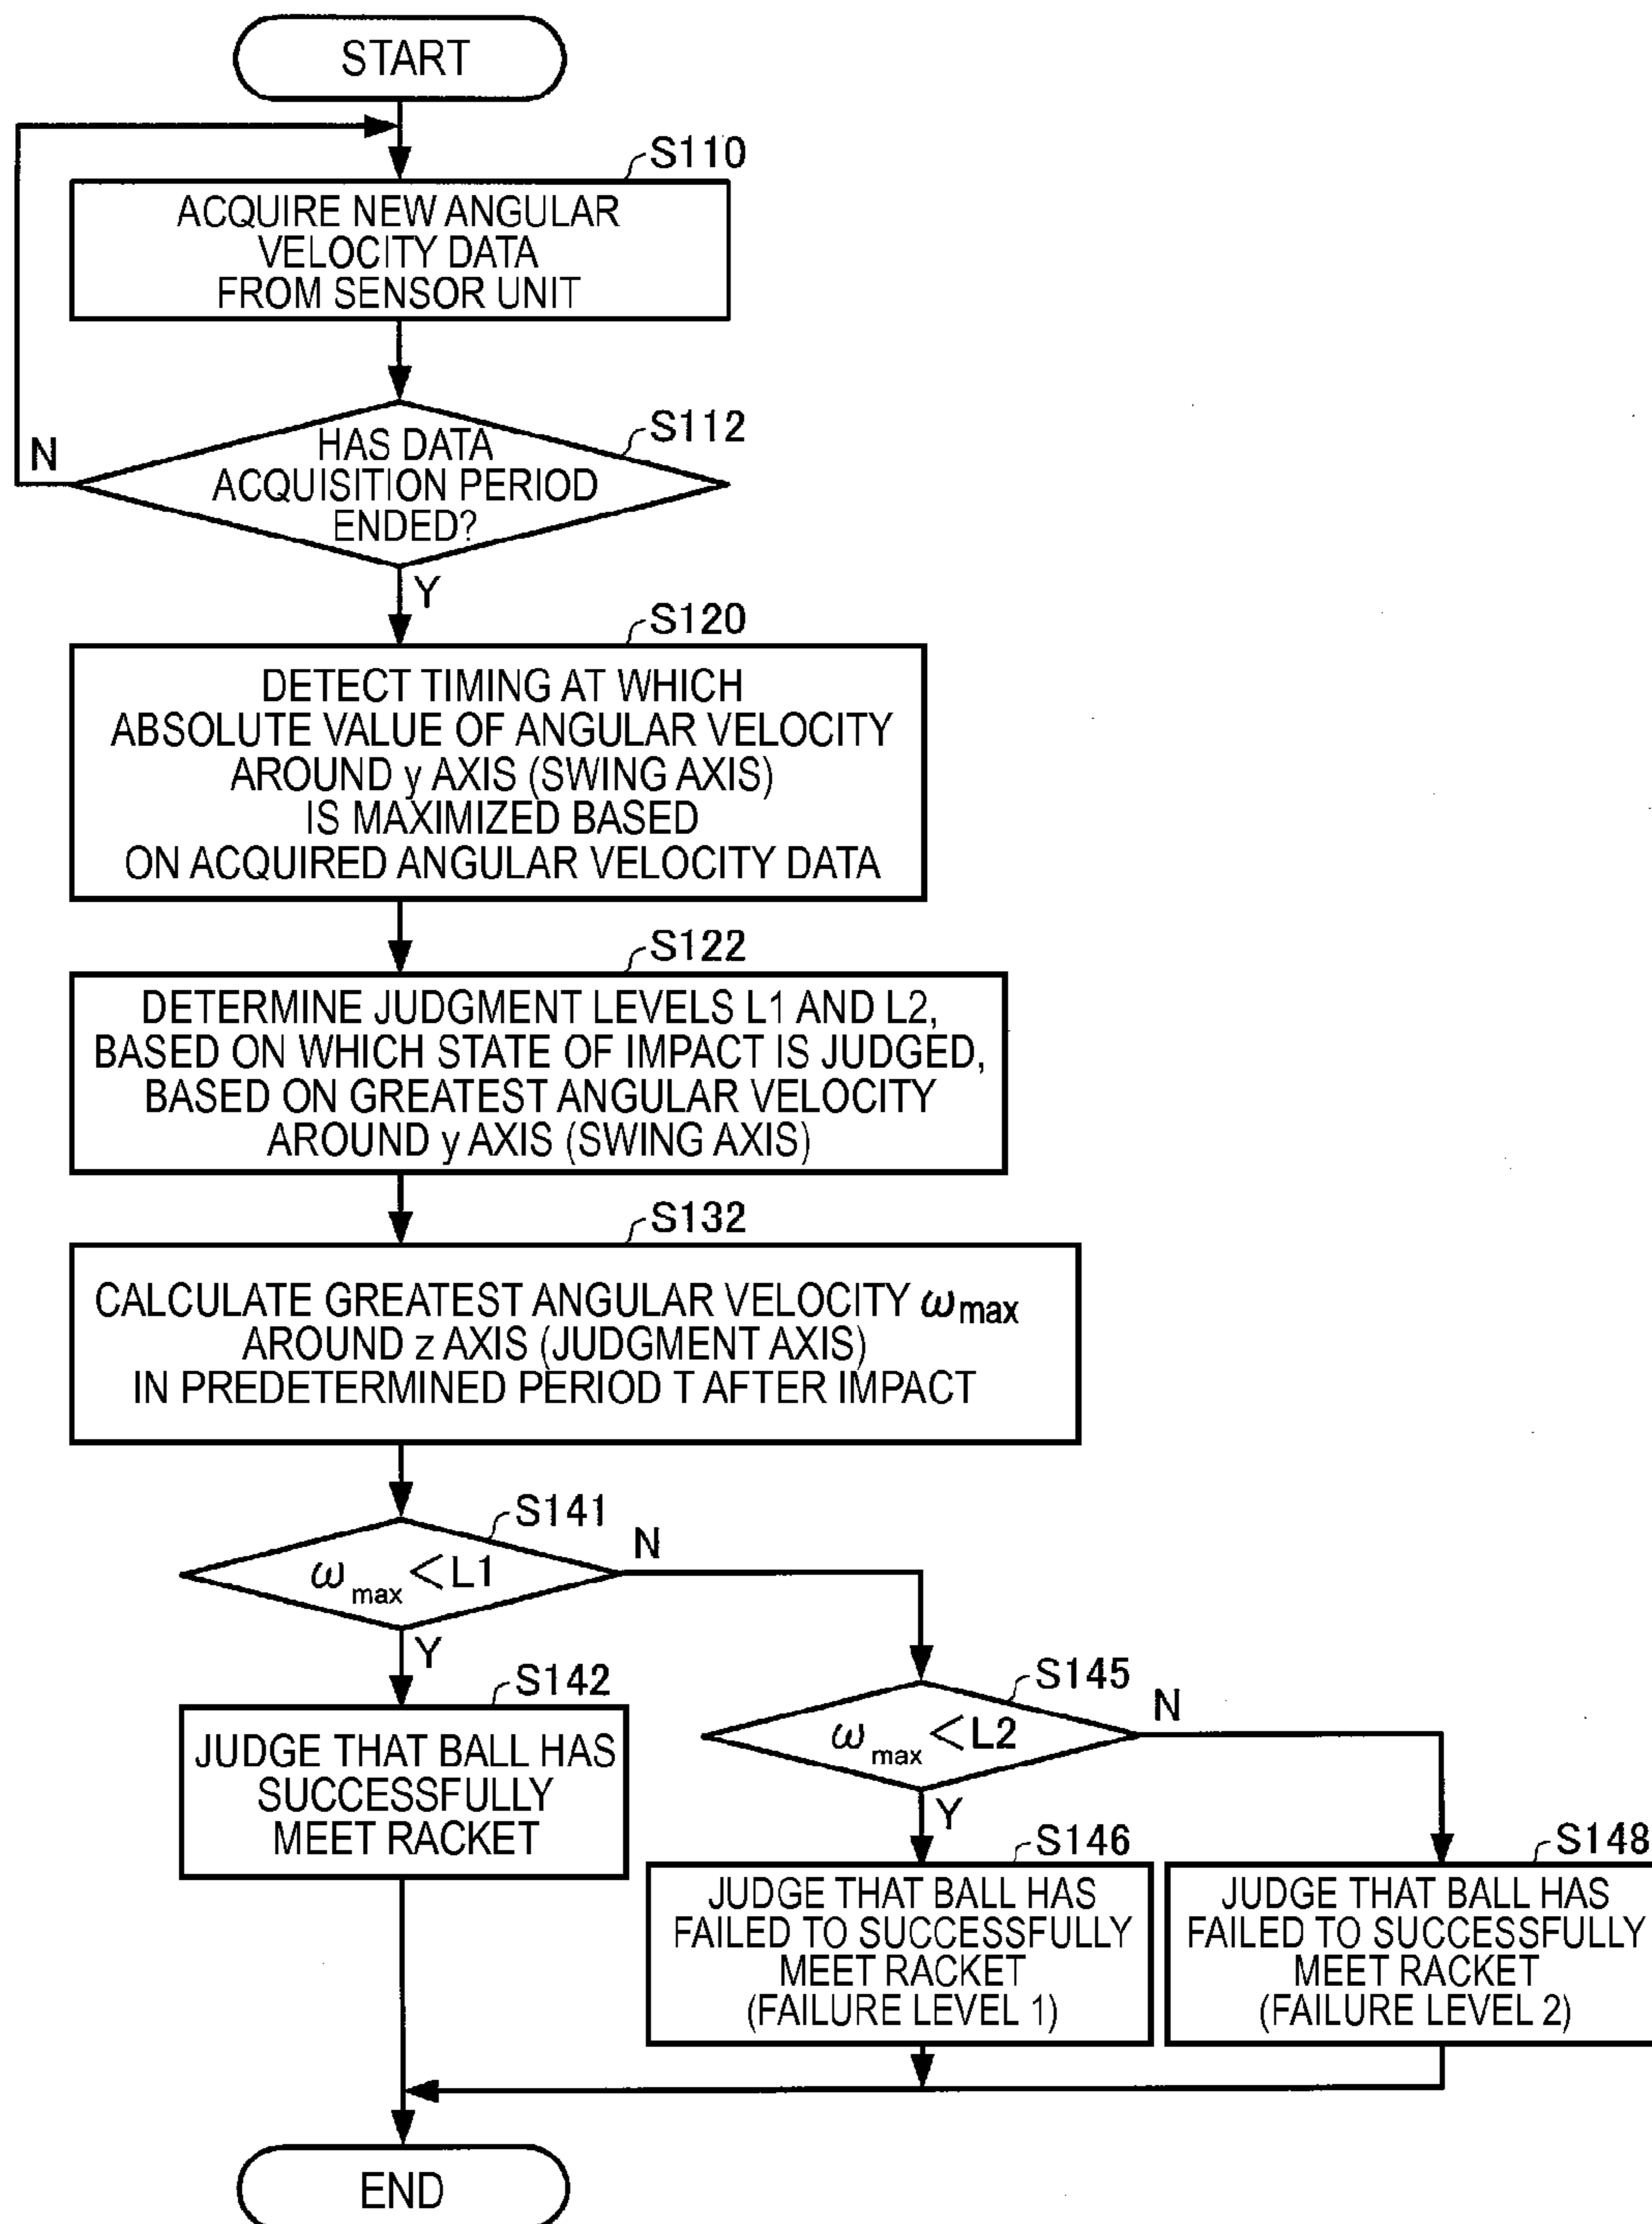 START
S110
ACQUIRE NEW ANGULAR
VELOCITY DATA
FROM SENSOR UNIT
S112
HAS DATA
ACQUISITION PERIOD
ENDED?
N
Y
S120
DETECT TIMING AT WHICH
ABSOLUTE VALUE OF ANGULAR VELOCITY
AROUND y AXIS (SWING AXIS)
IS MAXIMIZED BASED
ON ACQUIRED ANGULAR VELOCITY DATA
S122
DETERMINE JUDGMENT LEVELS L1 AND L2,
BASED ON WHICH STATE OF IMPACT IS JUDGED,
BASED ON GREATEST ANGULAR VELOCITY
AROUND y AXIS (SWING AXIS)
S132
CALCULATE GREATEST ANGULAR VELOCITY ωmax
AROUND z AXIS (JUDGMENT AXIS)
IN PREDETERMINED PERIOD T AFTER IMPACT
S141
ωmax <L1
N
Y
S142
JUDGE THAT BALL HAS
SUCCESSFULLY
MEET RACKET
S145
ωmax <L2
N
Y
S146
JUDGE THAT BALL HAS
FAILED TO SUCCESSFULLY
MEET RACKET
(FAILURE LEVEL 1)
S148
JUDGE THAT BALL HAS
FAILED TO SUCCESSFULLY
MEET RACKET
(FAILURE LEVEL 2)
END